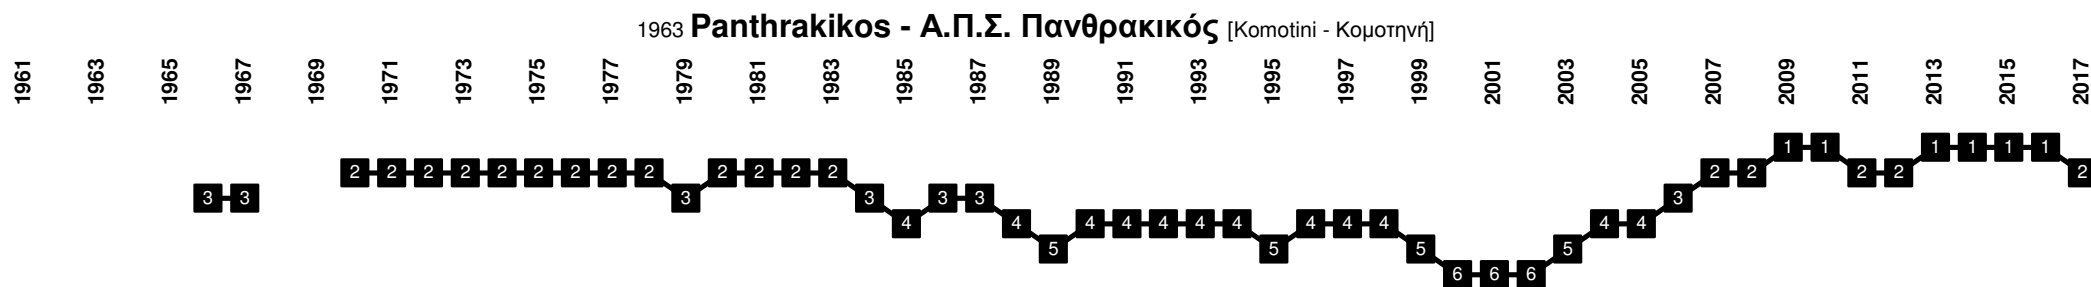 1963 Panthrakikos - Α.Π.Σ. Πανθρακικός [Komotini - Κομοτηνή]
1961 1963 1965 1967 1969 1971 1973 1975 1977 1979 1981 1983 1985 1987 1989 1991 1993 1995 1997 1999 2001 2003 2005 2007 2009 2011 2013 2015 2017
1 1 1 1 1 1
2 2 2 2 2 2 2 2 2 2 2 2 2 2 2 2 2 2
3 3 3 3 3 3 3
4 4 4 4 4 4 4 4 4 4 4 4
5 5 5 5
6 6 6